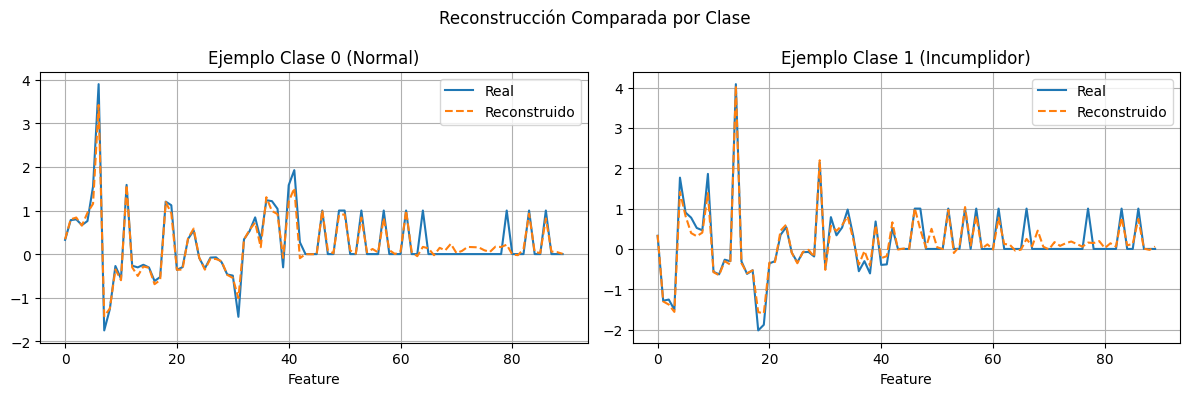 Reconstrucción Comparada por Clase
Ejemplo Clase 0 (Normal)
Real
Reconstruido
4
3
2
1
0
−1
−2
0 20 40 60 80
Feature
Ejemplo Clase 1 (Incumplidor)
Real
Reconstruido
4
3
2
1
0
−1
−2
0 20 40 60 80
Feature